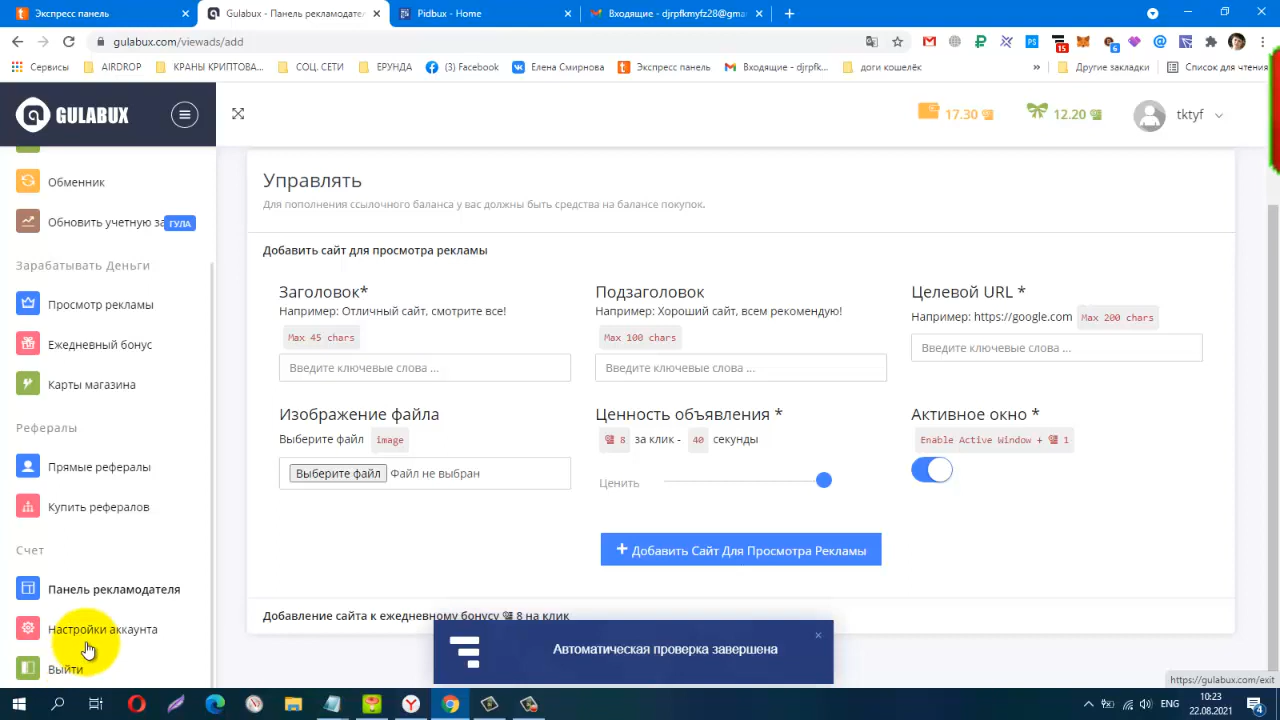 Экспресс панель
Gulabux - Панель рекламодател
Pidbux - Home
Входящие - djrpfkmyfz28@gmai
gulabux.com/viewads/add
Сервисы
AIRDROP
КРАНЫ КРИПТОВА...
СОЦ. СЕТИ
ЕРУНДА
(3) Facebook
Елена Смирнова
Экспресс панель
Входящие - djrpfk...
доги кошелёк
»
Другие закладки
Список для чтения
GULABUX
17.30
12.20
tktyf
Обменник
Обновить учетную за
ГУЛА
Зарабатывать Деньги
Просмотр рекламы
Ежедневный бонус
Карты магазина
Рефералы
Прямые рефералы
Купить рефералов
Счет
Панель рекламодателя
Настройки аккаунта
Выйти
Управлять
Для пополнения ссылочного баланса у вас должны быть средства на балансе покупок.
Добавить сайт для просмотра рекламы
Заголовок*
Например: Отличный сайт, смотрите все!
Max 45 chars
Введите ключевые слова ...
Подзаголовок
Например: Хороший сайт, всем рекомендую!
Max 100 chars
Введите ключевые слова ...
Целевой URL *
Например: https://google.com Max 200 chars
Введите ключевые слова ...
Изображение файла
Выберите файл image
Выберите файл Файл не выбран
Ценность объявления *
8 за клик - 40 секунды
Ценить
Активное окно *
Enable Active Window + 1
+ Добавить Сайт Для Просмотра Рекламы
Добавление сайта к ежедневному бонусу 8 на клик
Автоматическая проверка завершена
×
https://gulabux.com/exit
ENG
10:23
22.08.2021